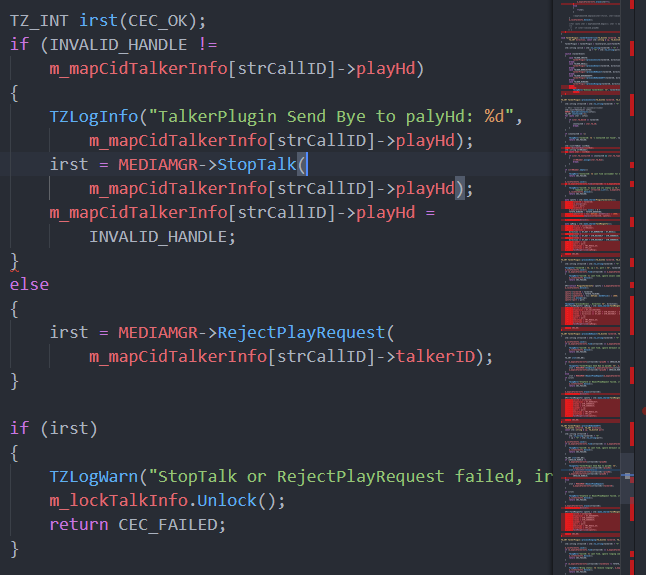 TZ_INT irst(CEC_OK);
if (INVALID_HANDLE !=
    m_mapCidTalkerInfo[strCallID]->playHd)
{
    TZLogInfo("TalkerPlugin Send Bye to palyHd: %d",
        m_mapCidTalkerInfo[strCallID]->playHd);
    irst = MEDIAMGR->StopTalk(
        m_mapCidTalkerInfo[strCallID]->playHd);
    m_mapCidTalkerInfo[strCallID]->playHd =
        INVALID_HANDLE;
}
else
{
    irst = MEDIAMGR->RejectPlayRequest(
        m_mapCidTalkerInfo[strCallID]->talkerID);
}
if (irst)
{
    TZLogWarn("StopTalk or RejectPlayRequest failed, ir
    m_lockTalkInfo.Unlock();
    return CEC_FAILED;
}